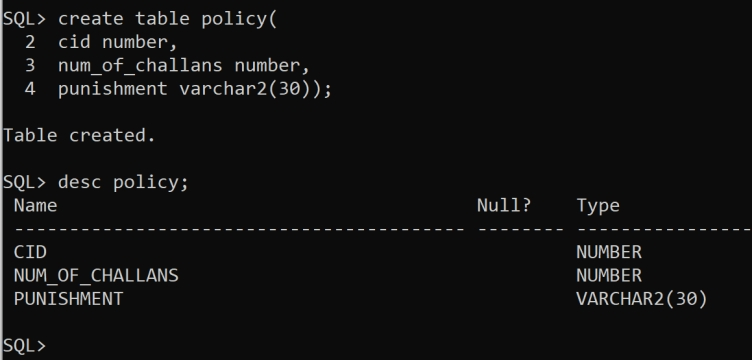 SQL> create table policy(
  2  cid number,
  3  num_of_challans number,
  4  punishment varchar2(30));
Table created.
SQL> desc policy;
 Name                                      Null?    Type
 ----------------------------------------- -------- ----------------
 CID                                                NUMBER
 NUM_OF_CHALLANS                                    NUMBER
 PUNISHMENT                                         VARCHAR2(30)
SQL>